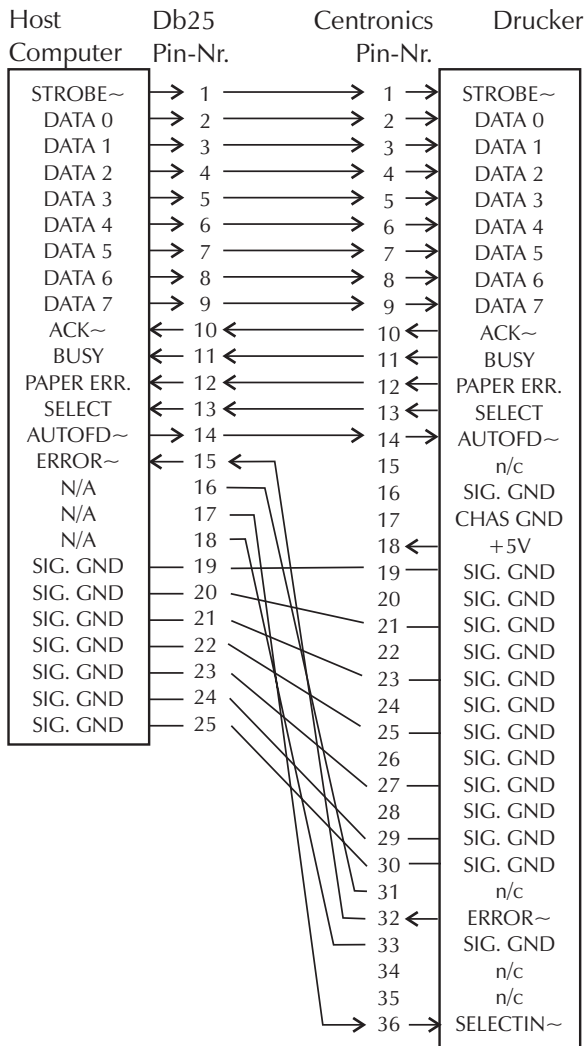 Host Db25 Centronics Drucker
Computer Pin-Nr. Pin-Nr.
STROBE~ 1 1 STROBE~
DATA 0 2 2 DATA 0
DATA 1 3 3 DATA 1
DATA 2 4 4 DATA 2
DATA 3 5 5 DATA 3
DATA 4 6 6 DATA 4
DATA 5 7 7 DATA 5
DATA 6 8 8 DATA 6
DATA 7 9 9 DATA 7
ACK~ 10 10 ACK~
BUSY 11 11 BUSY
PAPER ERR. 12 12 PAPER ERR.
SELECT 13 13 SELECT
AUTOFD~ 14 14 AUTOFD~
ERROR~ 15 15 n/c
N/A 16 16 SIG. GND
N/A 17 17 CHAS GND
N/A 18 18 +5V
SIG. GND 19 19 SIG. GND
SIG. GND 20 20 SIG. GND
SIG. GND 21 21 SIG. GND
SIG. GND 22 22 SIG. GND
SIG. GND 23 23 SIG. GND
SIG. GND 24 24 SIG. GND
SIG. GND 25 25 SIG. GND
26 SIG. GND
27 SIG. GND
28 SIG. GND
29 SIG. GND
30 SIG. GND
31 n/c
32 ERROR~
33 SIG. GND
34 n/c
35 n/c
36 SELECTIN~